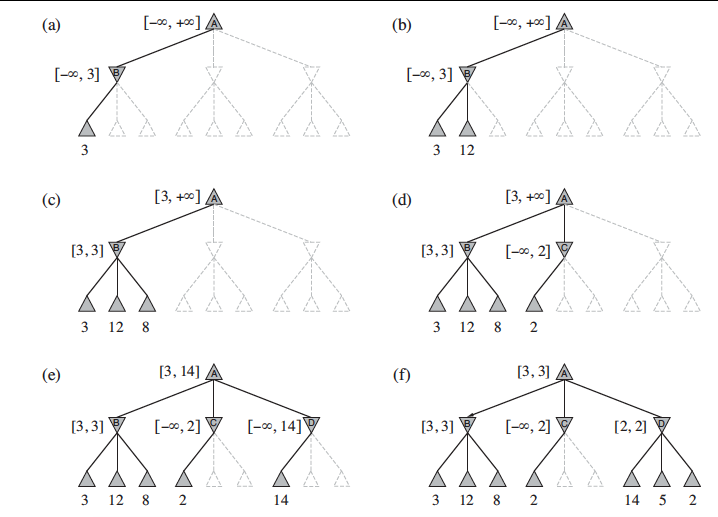 (a) [−∞, +∞] A (b) [−∞, +∞] A
[−∞, 3] B [−∞, 3] B
3 3 12
(c) [3, +∞] A (d) [3, +∞] A
[3, 3] B [3, 3] B [−∞, 2] C
3 12 8 3 12 8 2
(e) [3, 14] A (f) [3, 3] A
[3, 3] B [−∞, 2] C [−∞, 14] D [3, 3] B [−∞, 2] C [2, 2] D
3 12 8 2 14 3 12 8 2 14 5 2